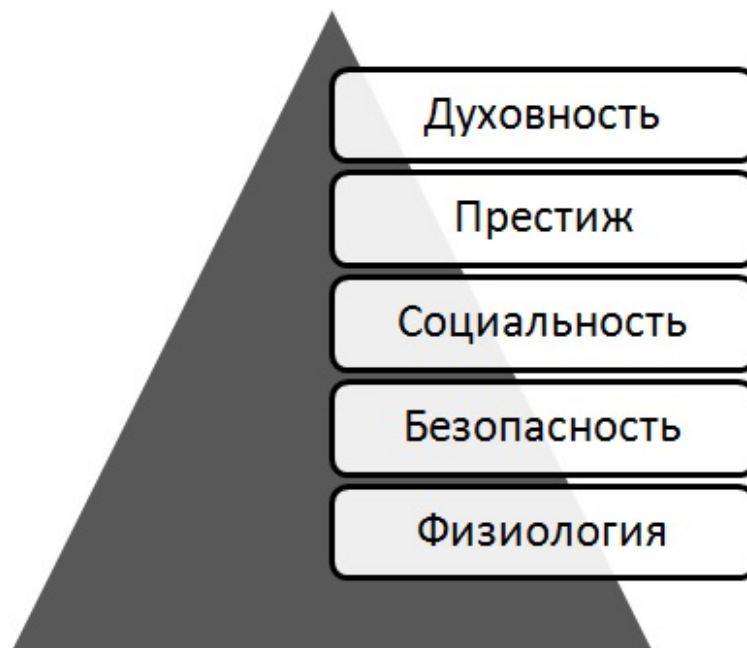 Духовность
Престиж
Социальность
Безопасность
Физиология